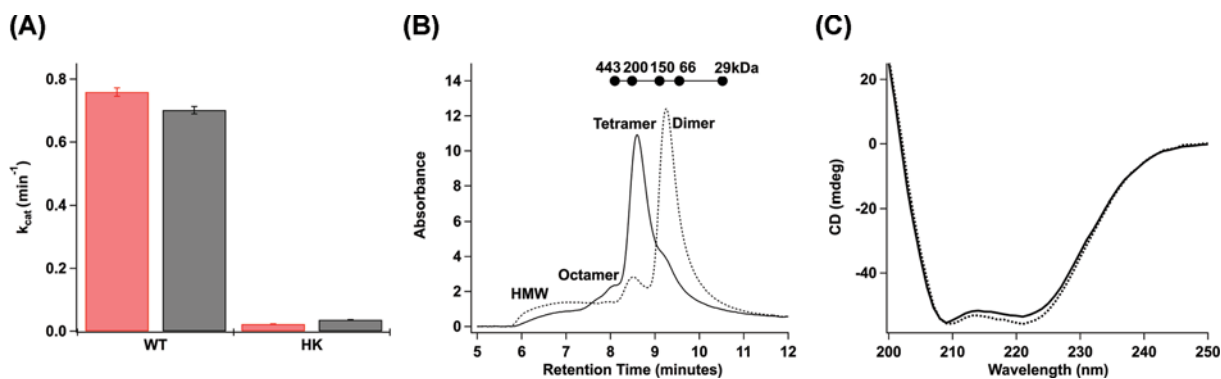 (A)
k_cat (min⁻¹)
0.8
0.6
0.4
0.2
0.0
WT HK
(B)
443 200 150 66 29kDa
Absorbance
14
12
10
8
6
4
2
0
Tetramer Dimer
Octamer
HMW
5 6 7 8 9 10 11 12
Retention Time (minutes)
(C)
CD (mdeg)
20
0
-20
-40
200 210 220 230 240 250
Wavelength (nm)